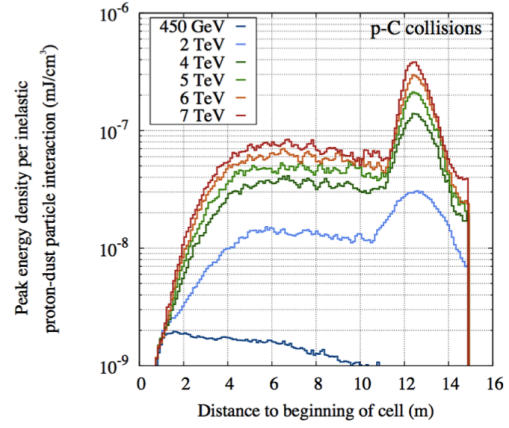 10^-6
450 GeV
2 TeV
4 TeV
5 TeV
6 TeV
7 TeV
p-C collisions
10^-7
10^-8
10^-9
Peak energy density per inelastic
proton-dust particle interaction (mJ/cm³)
0 2 4 6 8 10 12 14 16
Distance to beginning of cell (m)